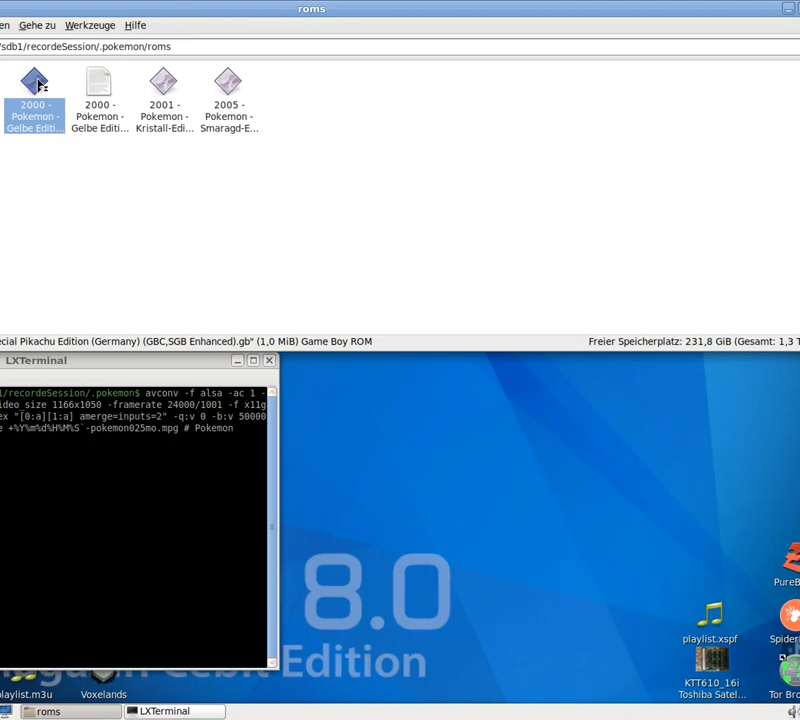 roms
en Gehe zu Werkzeuge Hilfe
/sdb1/recordeSession/.pokemon/roms
2000 -
Pokemon -
Gelbe Editi...
2000 -
Pokemon -
Gelbe Editi...
2001 -
Pokemon -
Kristall-Edi...
2005 -
Pokemon -
Smaragd-E...
ecial Pikachu Edition (Germany) (GBC,SGB Enhanced).gb" (1,0 MiB) Game Boy ROM
Freier Speicherplatz: 231,8 GiB (Gesamt: 1,3 T
LXTerminal
1/recordeSession/.pokemon$ avconv -f alsa -ac 1 -
ideo_size 1166x1050 -framerate 24000/1001 -f x11g
ex "[0:a][1:a] amerge=inputs=2" -q:v 0 -b:v 50000
e +%Y%m%d%H%M%S`-pokemon025mo.mpg # Pokemon
8.0
Cebit Edition
PureB
playlist.xspf
Spider
KTT610_16i
Toshiba Satel...
Tor Bro
playlist.m3u
Voxelands
roms
LXTerminal